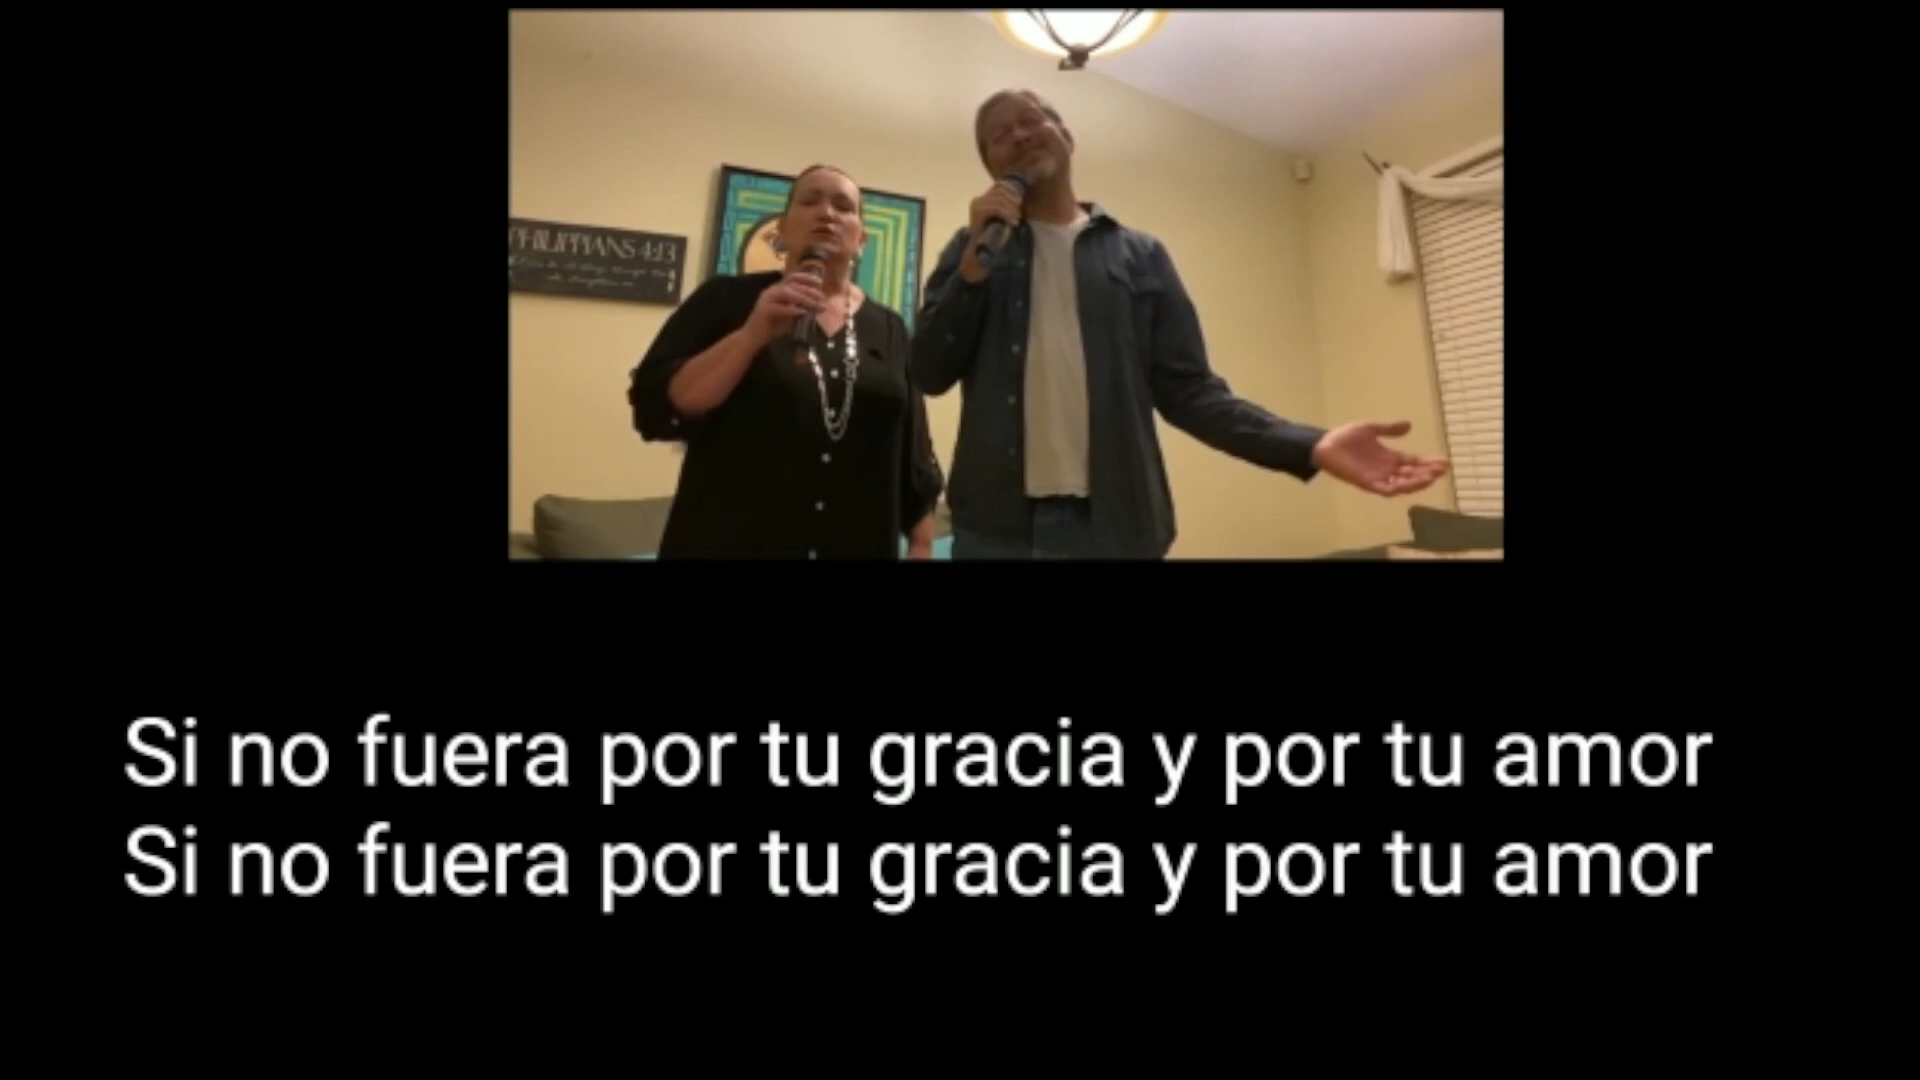 PHILIPPIANS 4:13
Si no fuera por tu gracia y por tu amor
Si no fuera por tu gracia y por tu amor